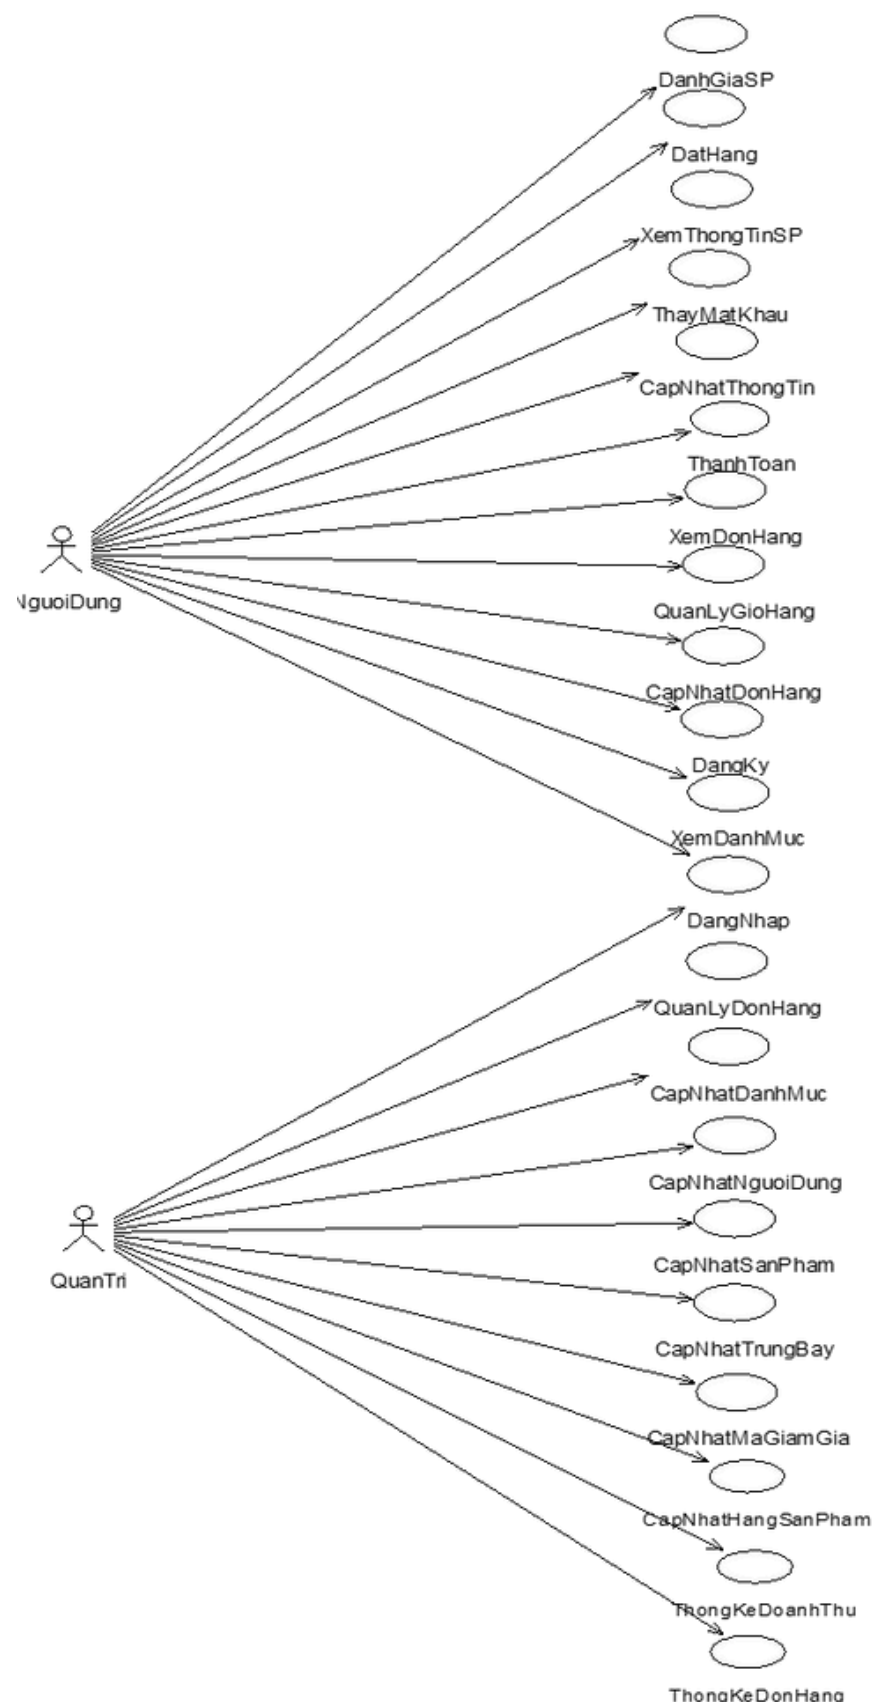 DanhGiaSP
DatHang
XemThongTinSP
ThayMatKhau
CapNhatThongTin
ThanhToan
XemDonHang
NguoiDung
QuanLyGioHang
CapNhatDonHang
DangKy
XemDanhMuc
DangNhap
QuanLyDonHang
CapNhatDanhMuc
CapNhatNguoiDung
CapNhatSanPham
QuanTri
CapNhatTrungBay
CapNhatMaGiamGia
CapNhatHangSanPham
ThongKeDoanhThu
ThongKeDonHang